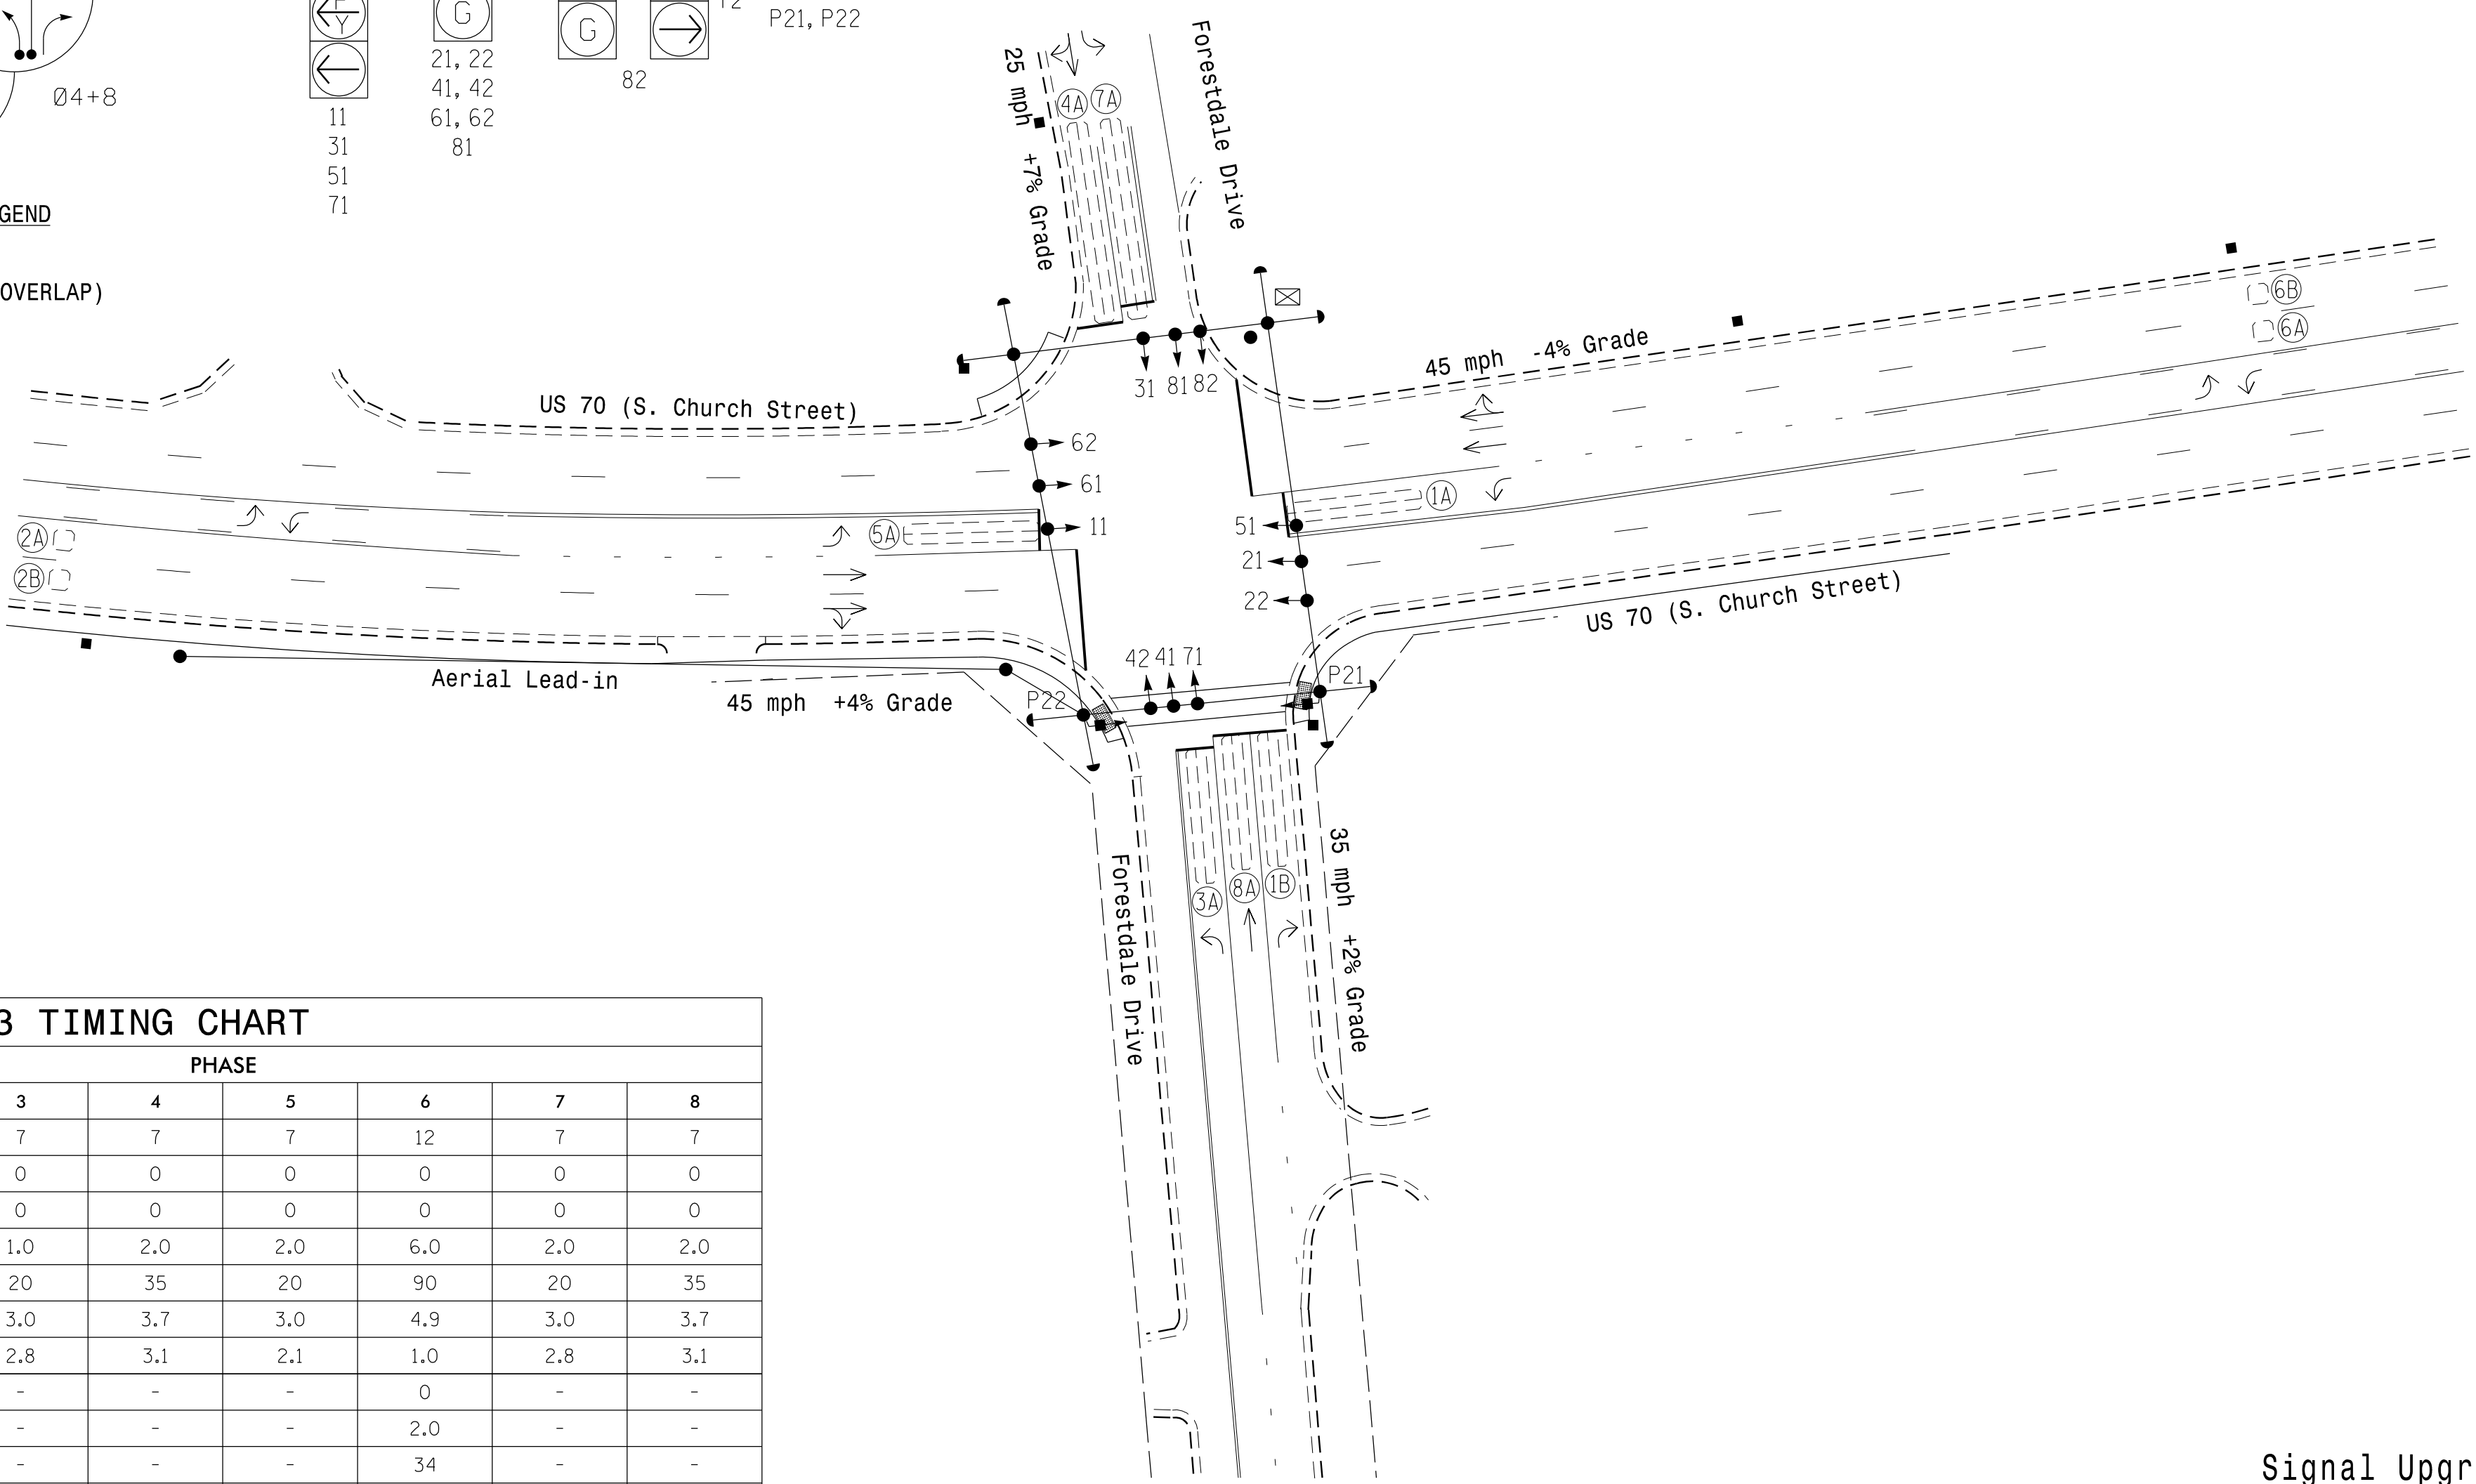 F
Y
G
G
12
P21, P22
21, 22
41, 42
61, 62
81
82
Ø4+8
11
31
51
71
GEND
OVERLAP)
25 mph +7% Grade
4A
7A
Forestdale Drive
6B
6A
45 mph -4% Grade
US 70 (S. Church Street)
31
81
82
62
61
11
1A
51
21
22
2A
2B
5A
US 70 (S. Church Street)
Aerial Lead-in
45 mph +4% Grade
42
41
71
P22
P21
3A
8A
1B
35 mph +2% Grade
Forestdale Drive
3 TIMING CHART
PHASE
3 4 5 6 7 8
7 7 7 12 7 7
0 0 0 0 0 0
0 0 0 0 0 0
1.0 2.0 2.0 6.0 2.0 2.0
20 35 20 90 20 35
3.0 3.7 3.0 4.9 3.0 3.7
2.8 3.1 2.1 1.0 2.8 3.1
- - - 0 - -
- - - 2.0 - -
- - - 34 - -
Signal Upgr